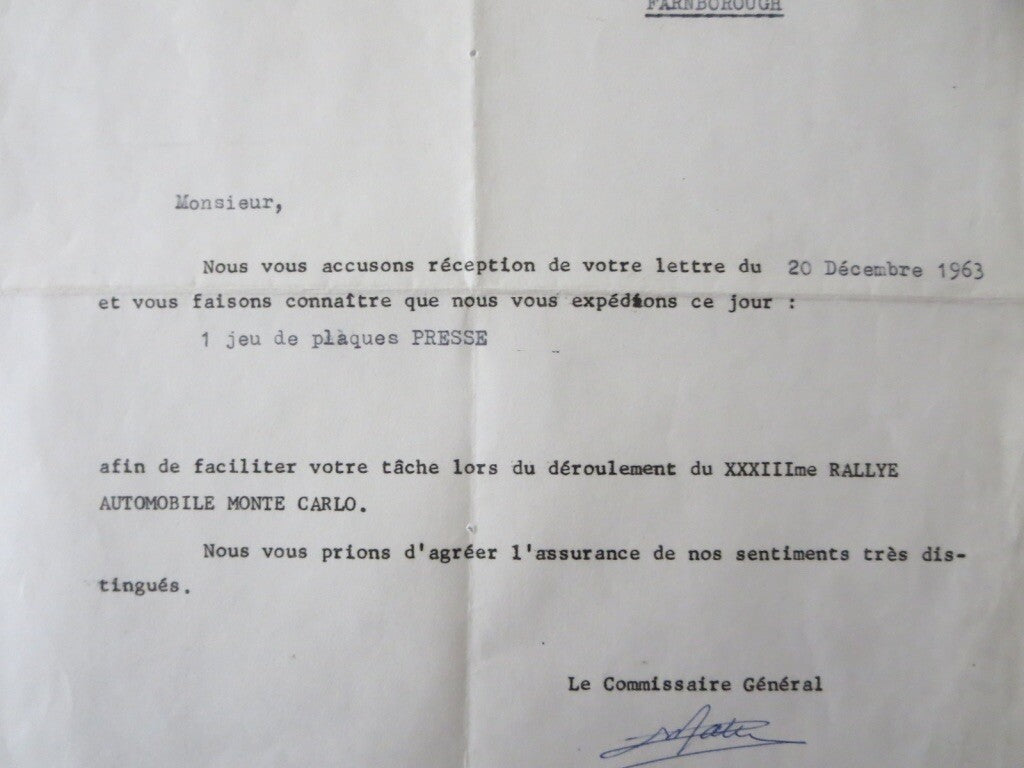 FARNBOROUGH
Monsieur,
Nous vous accusons réception de votre lettre du 20 Décembre 1963
et vous faisons connaître que nous vous expédions ce jour :
1 jeu de plàques PRESSE
afin de faciliter votre tâche lors du déroulement du XXXIIIme RALLYE
AUTOMOBILE MONTE CARLO.
Nous vous prions d'agréer l'assurance de nos sentiments très dis-
tingués.
Le Commissaire Général